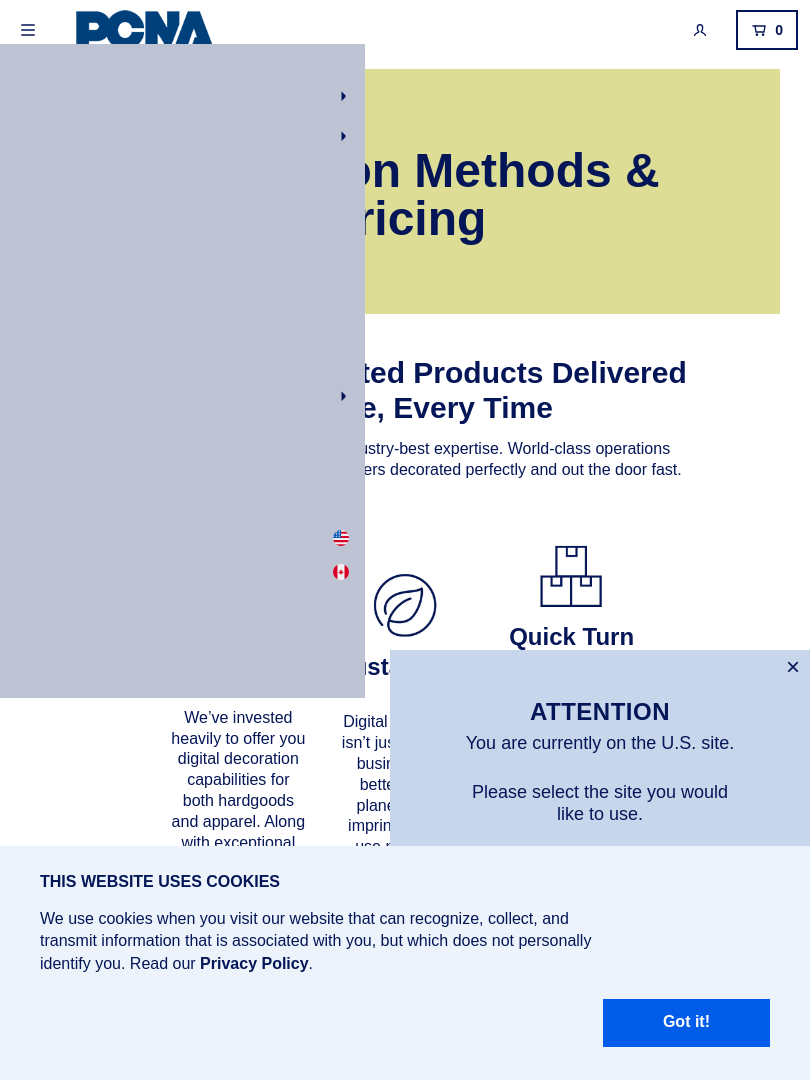 PCNA
0
on Methods &
ricing
ted Products Delivered
e, Every Time
ustry-best expertise. World-class operations
ers decorated perfectly and out the door fast.
Quick Turn
We’ve invested
heavily to offer you
digital decoration
capabilities for
both hardgoods
and apparel. Along
with exceptional
Digital
isn’t jus
busin
bette
plane
imprin
ATTENTION
You are currently on the U.S. site.
Please select the site you would
like to use.
THIS WEBSITE USES COOKIES
We use cookies when you visit our website that can recognize, collect, and
transmit information that is associated with you, but which does not personally
identify you. Read our Privacy Policy.
Got it!